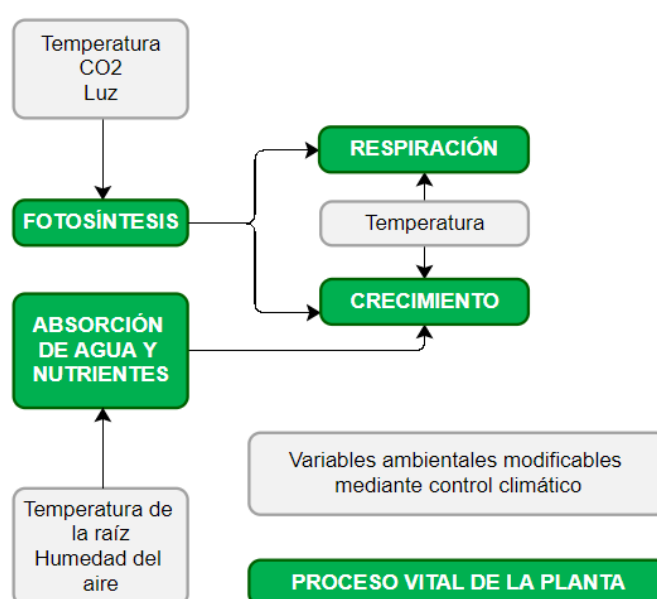 Temperatura
CO2
Luz
RESPIRACIÓN
FOTOSÍNTESIS
Temperatura
CRECIMIENTO
ABSORCIÓN
DE AGUA Y
NUTRIENTES
Variables ambientales modificables
mediante control climático
Temperatura de
la raíz
Humedad del
aire
PROCESO VITAL DE LA PLANTA